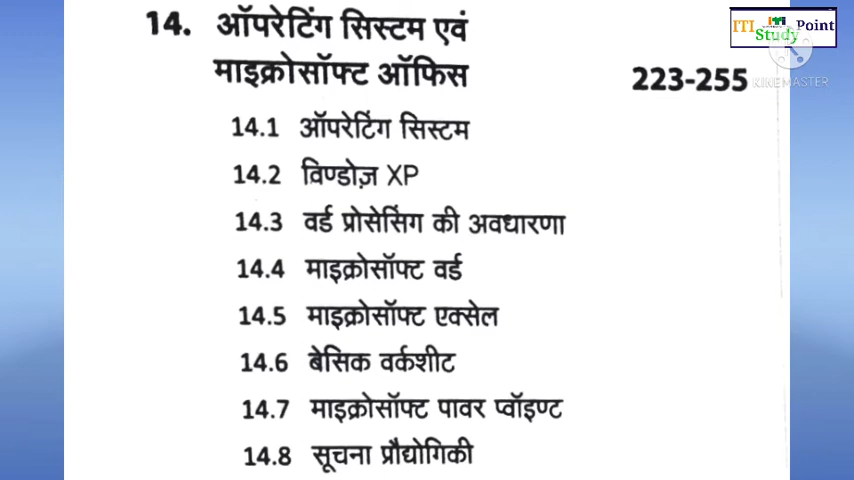 14. ऑपरेटिंग सिस्टम एवं
माइक्रोसॉफ्ट ऑफिस 223-255
14.1 ऑपरेटिंग सिस्टम
14.2 विण्डोज़ XP
14.3 वर्ड प्रोसेसिंग की अवधारणा
14.4 माइक्रोसॉफ्ट वर्ड
14.5 माइक्रोसॉफ्ट एक्सेल
14.6 बेसिक वर्कशीट
14.7 माइक्रोसॉफ्ट पावर प्वॉइण्ट
14.8 सूचना प्रौद्योगिकी
ITI Point
Study
KINEMASTER